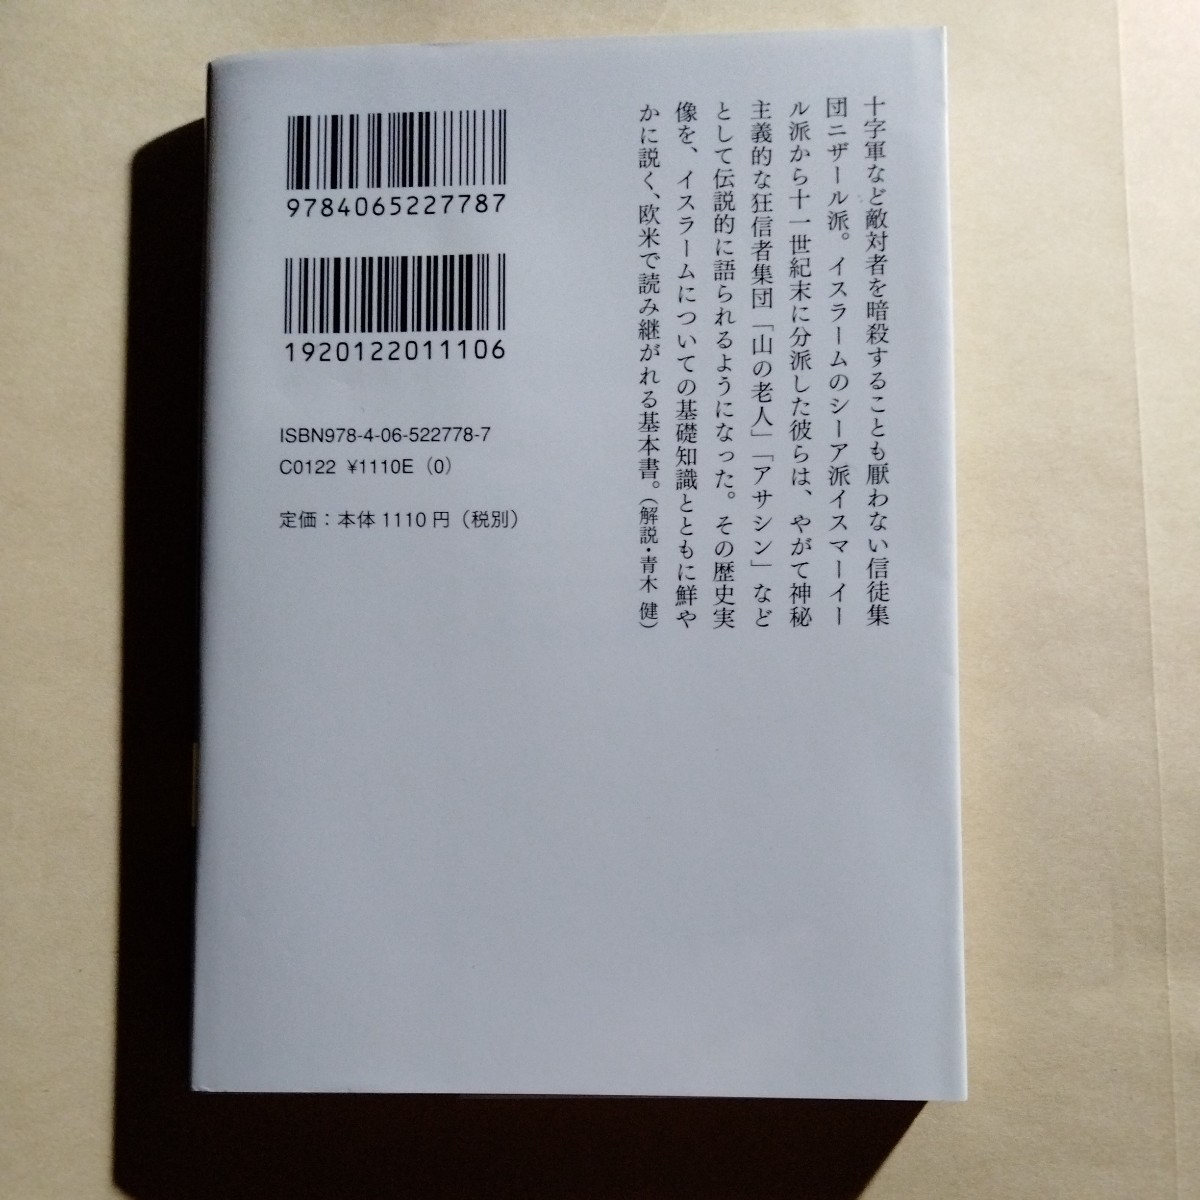 十字軍など敵対者を暗殺することも厭わない信徒集
団ニザール派。イスラームのシーア派イスマーイー
ル派から十一世紀末に分派した彼らは、やがて神秘
主義的な狂信者集団「山の老人」「アサシン」など
として伝説的に語られるようになった。その歴史実
像を、イスラームについての基礎知識とともに鮮や
かに説く、欧米で読み継がれる基本書。（解説・青木 健）
9784065227787
1920122011106
ISBN978-4-06-522778-7
C0122 ¥1110E (0)
定価：本体1110円（税別）